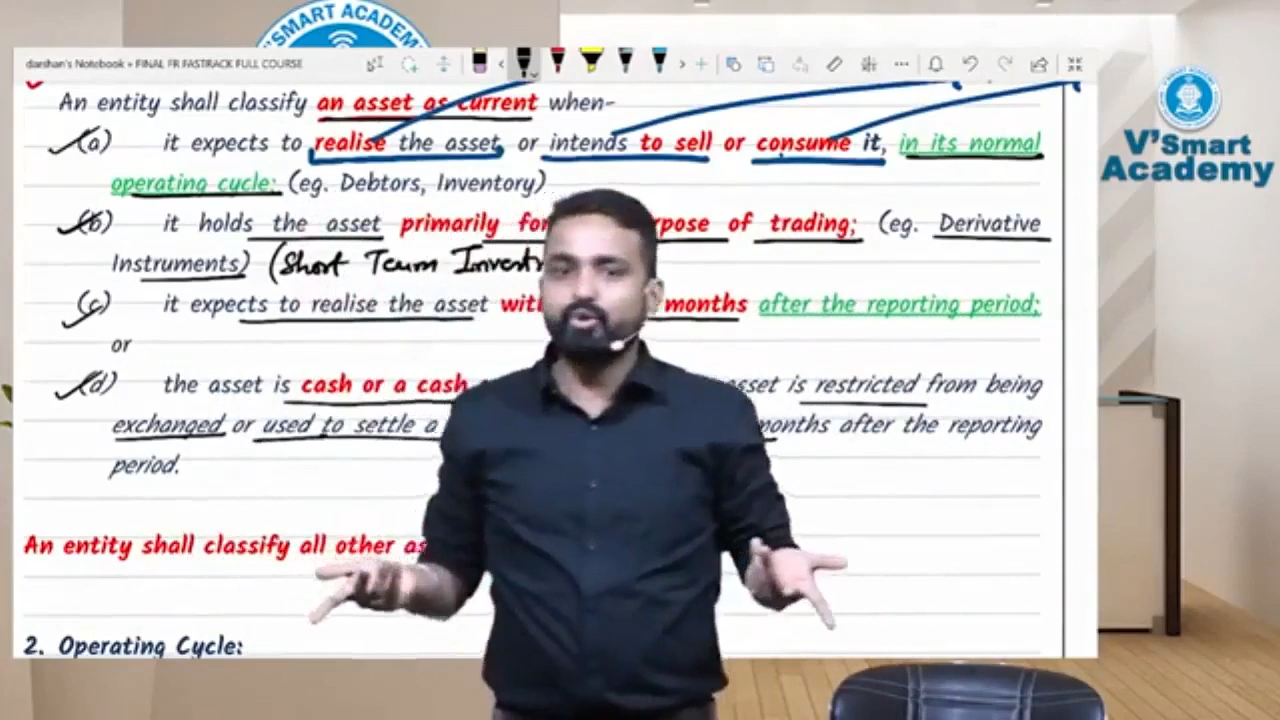 V'SMART ACADEMY
darshan's Notebook » FINAL FR FASTRACK FULL COURSE
An entity shall classify an asset as current when-
(a) it expects to realise the asset, or intends to sell or consume it, in its normal
operating cycle; (eg. Debtors, Inventory)
(b) it holds the asset primarily for purpose of trading; (eg. Derivative
Instruments) (Short Term
(c) it expects to realise the asset months after the reporting period;
or
(d) the asset is cash or a cash is restricted from being
exchanged or used to settle a months after the reporting
period.
An entity shall classify all other
2. Operating Cycle:
V'Smart
Academy